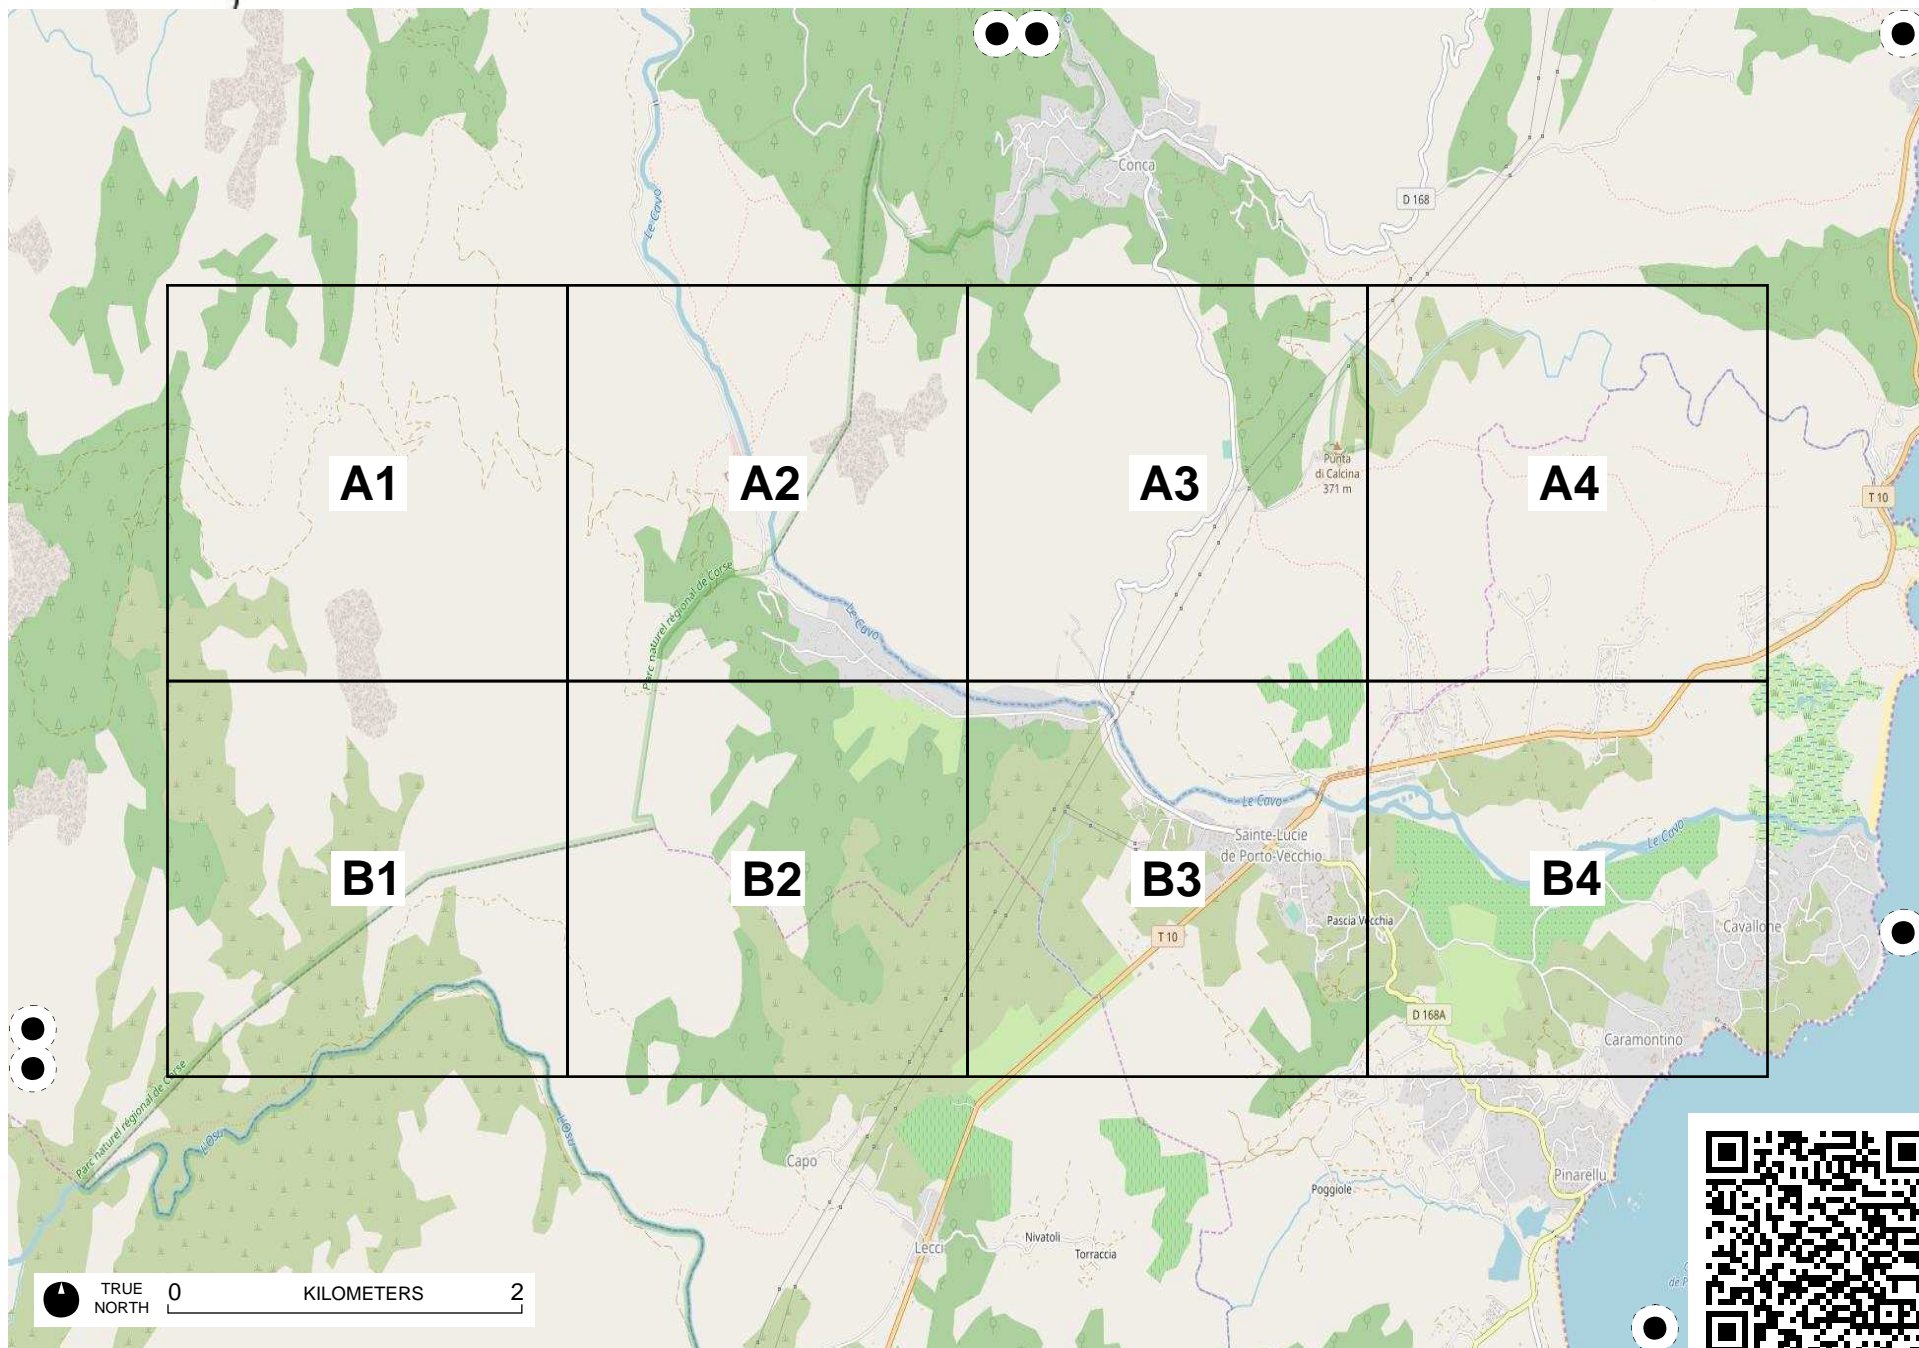 Conca
D 168
Le Cavo
A1
A2
A3
A4
Punta
di Calcina
371 m
T 10
Parc naturel régional de Corse
Le Cavo
B1
B2
B3
B4
Le Cavo
Le Cavo
Sainte-Lucie
de Porto-Vecchio
Pascia Vecchia
Cavallone
T 10
D 168A
Caramontino
Parc naturel régional de Corse
L'Osu
L'Osu
Capo
Poggiole
Pinarellu
Lecci
Nivatoli
Torraccia
TRUE
NORTH
0 KILOMETERS 2